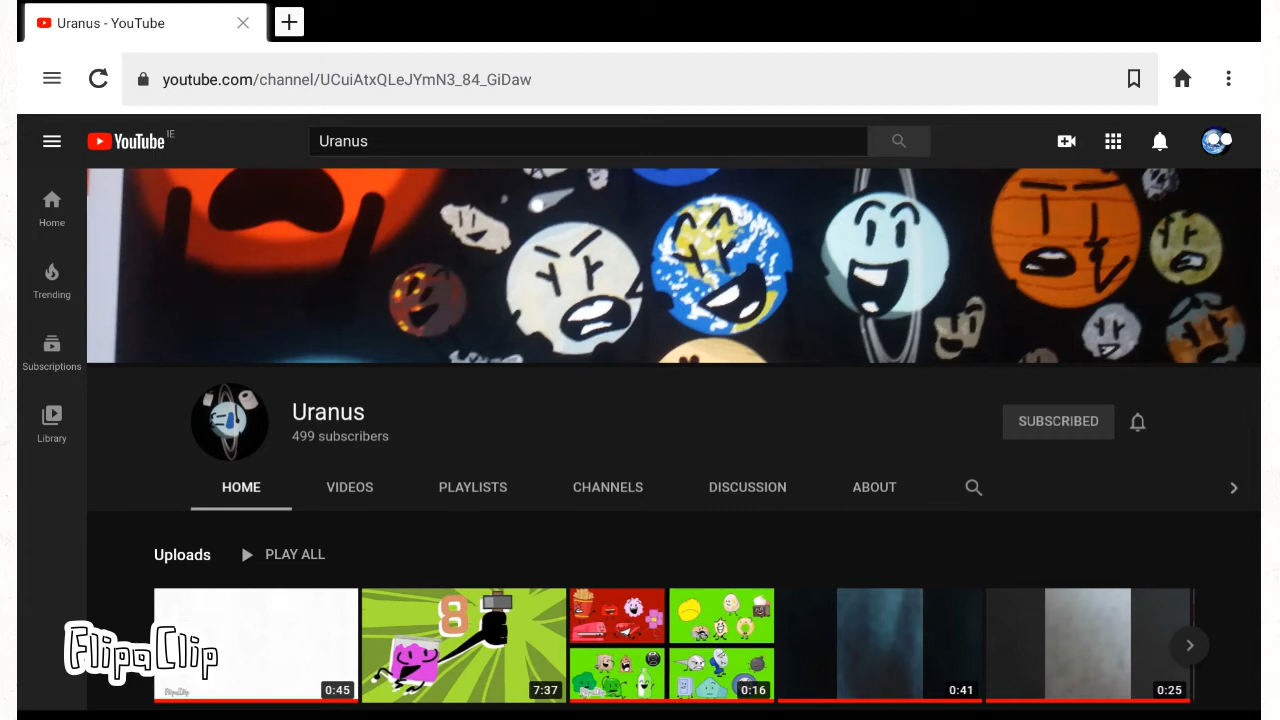 Uranus - YouTube
youtube.com/channel/UCuiAtxQLeJYmN3_84_GiDaw
YouTube IE
Uranus
Home
Trending
Subscriptions
Library
Uranus
499 subscribers
SUBSCRIBED
HOME VIDEOS PLAYLISTS CHANNELS DISCUSSION ABOUT
Uploads PLAY ALL
8
FlipaClip
FlipaClip
0:45 7:37 0:16 0:41 0:25